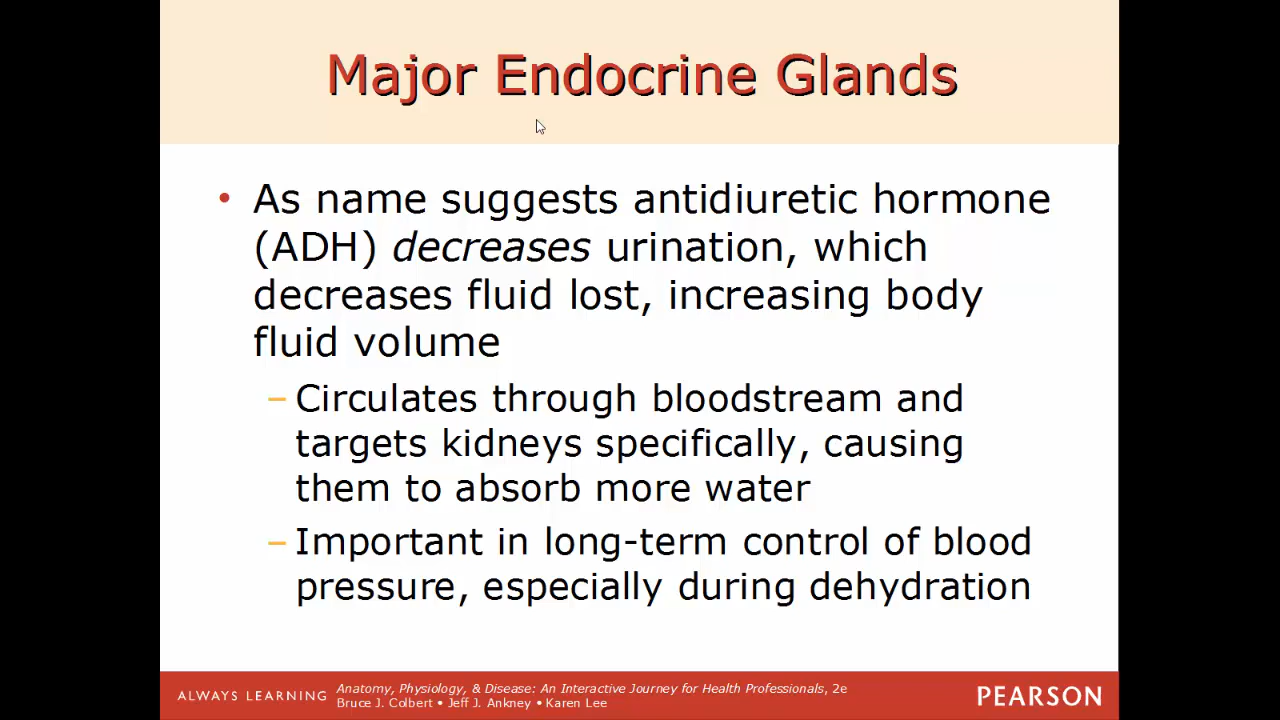 Major Endocrine Glands
• As name suggests antidiuretic hormone
(ADH) decreases urination, which
decreases fluid lost, increasing body
fluid volume
– Circulates through bloodstream and
targets kidneys specifically, causing
them to absorb more water
– Important in long-term control of blood
pressure, especially during dehydration
ALWAYS LEARNING
Anatomy, Physiology, & Disease: An Interactive Journey for Health Professionals, 2e
Bruce J. Colbert • Jeff J. Ankney • Karen Lee
PEARSON